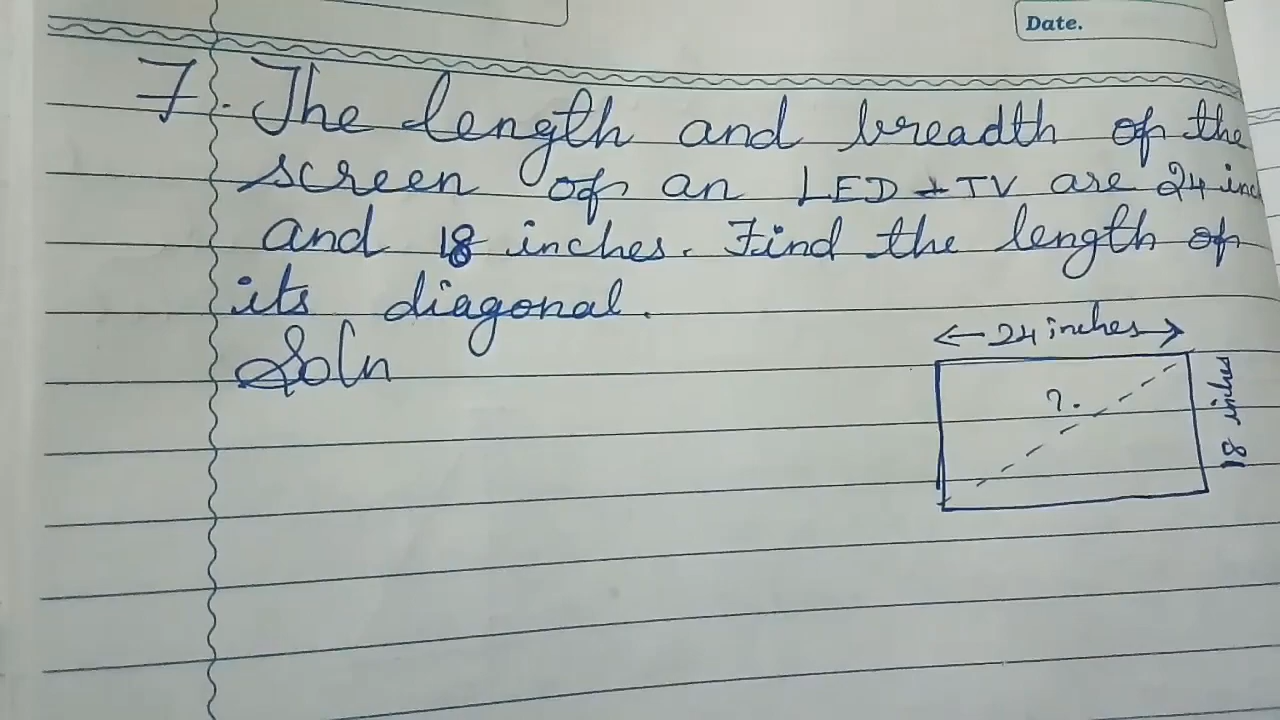 Date.
7. The length and breadth of the
screen of an LED TV are 24 inc
and 18 inches. Find the length of
its diagonal.
Soln
24 inches
?.
18 inches